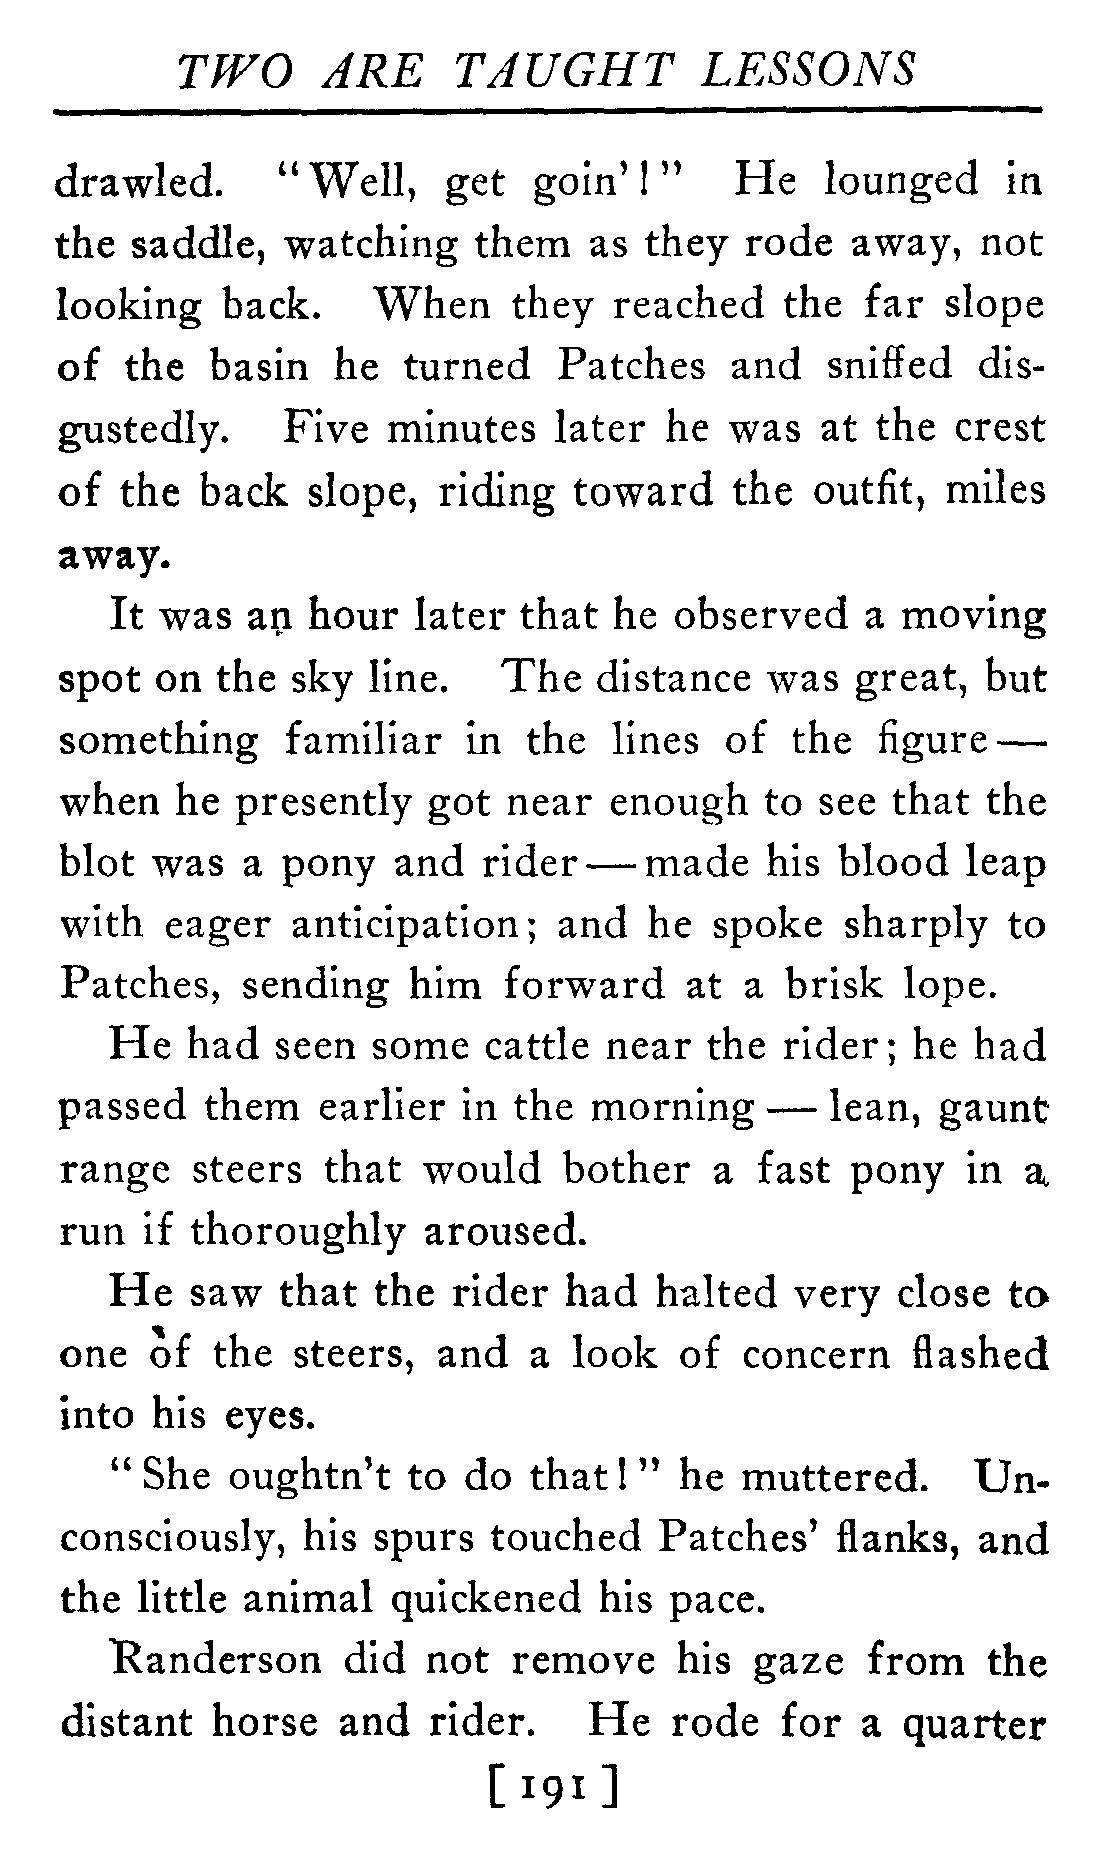 TWO ARE TAUGHT LESSONS
drawled. "Well, get goin'!" He lounged in
the saddle, watching them as they rode away, not
looking back. When they reached the far slope
of the basin he turned Patches and sniffed dis-
gustedly. Five minutes later he was at the crest
of the back slope, riding toward the outfit, miles
away.
It was an hour later that he observed a moving
spot on the sky line. The distance was great, but
something familiar in the lines of the figure—
when he presently got near enough to see that the
blot was a pony and rider—made his blood leap
with eager anticipation; and he spoke sharply to
Patches, sending him forward at a brisk lope.
He had seen some cattle near the rider; he had
passed them earlier in the morning — lean, gaunt
range steers that would bother a fast pony in a
run if thoroughly aroused.
He saw that the rider had halted very close to
one of the steers, and a look of concern flashed
into his eyes.
"She oughtn't to do that!" he muttered. Un-
consciously, his spurs touched Patches' flanks, and
the little animal quickened his pace.
Randerson did not remove his gaze from the
distant horse and rider. He rode for a quarter
[ 191 ]